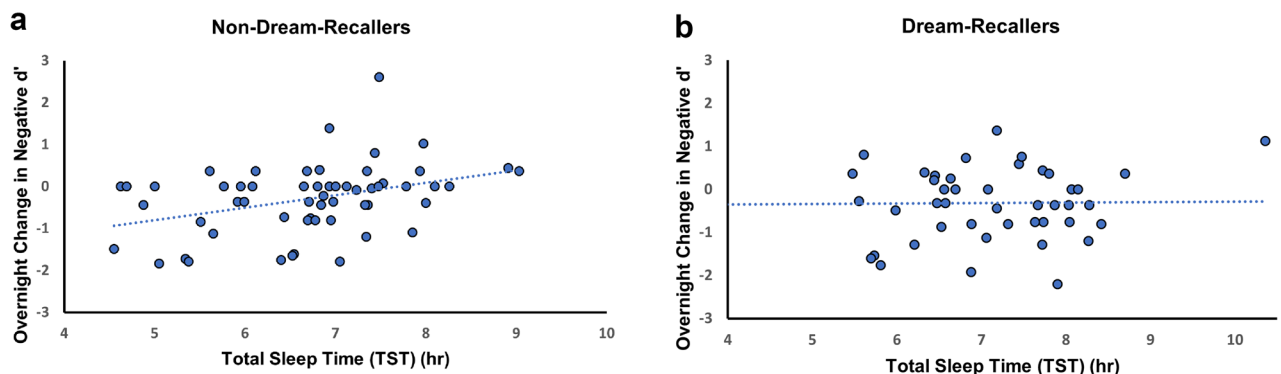 a
Non-Dream-Recallers
Overnight Change in Negative d'
3
2
1
0
-1
-2
-3
4 5 6 7 8 9 10
Total Sleep Time (TST) (hr)
b
Dream-Recallers
Overnight Change in Negative d'
3
2
1
0
-1
-2
-3
4 5 6 7 8 9 10
Total Sleep Time (TST) (hr)